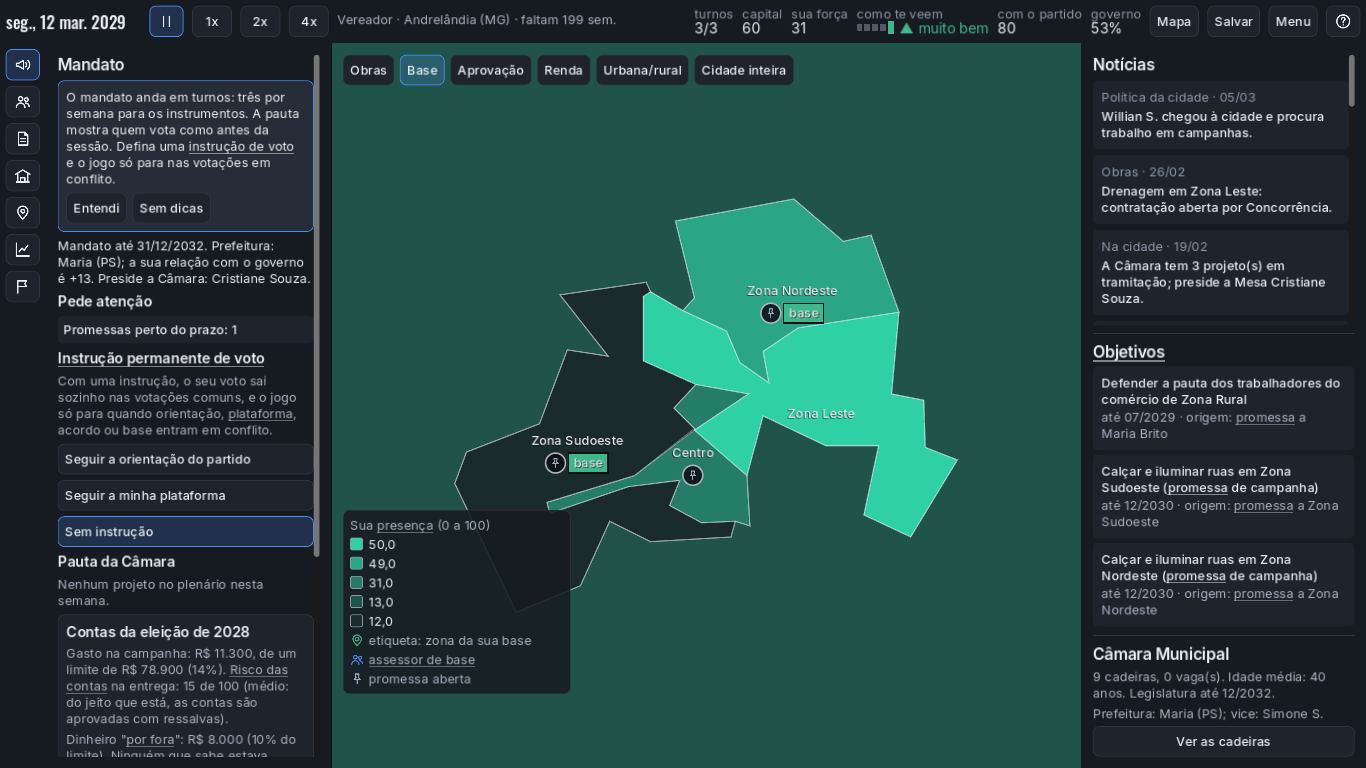 seg., 12 mar. 2029
1x
2x
4x
Vereador · Andrelândia (MG) · faltam 199 sem.
turnos
3/3
capital
60
sua força
31
como te veem
▲ muito bem
com o partido
80
governo
53%
Mapa
Salvar
Menu
Mandato
O mandato anda em turnos: três por
semana para os instrumentos. A pauta
mostra quem vota como antes da
sessão. Defina uma instrução de voto
e o jogo só para nas votações em
conflito.
Entendi
Sem dicas
Mandato até 31/12/2032. Prefeitura:
Maria (PS); a sua relação com o governo
é +13. Preside a Câmara: Cristiane Souza.
Pede atenção
Promessas perto do prazo: 1
Instrução permanente de voto
Com uma instrução, o seu voto sai
sozinho nas votações comuns, e o jogo
só para quando orientação, plataforma,
acordo ou base entram em conflito.
Seguir a orientação do partido
Seguir a minha plataforma
Sem instrução
Pauta da Câmara
Nenhum projeto no plenário nesta
semana.
Contas da eleição de 2028
Gasto na campanha: R$ 11.300, de um
limite de R$ 78.900 (14%). Risco das
contas na entrega: 15 de 100 (médio:
do jeito que está, as contas são
aprovadas com ressalvas).
Dinheiro "por fora": R$ 8.000 (10% do
limite). Ninguém que sabe estava
Obras
Base
Aprovação
Renda
Urbana/rural
Cidade inteira
Zona Nordeste
base
Zona Leste
Zona Sudoeste
base
Centro
Sua presença (0 a 100)
50,0
49,0
31,0
13,0
12,0
etiqueta: zona da sua base
assessor de base
promessa aberta
Notícias
Política da cidade · 05/03
Willian S. chegou à cidade e procura
trabalho em campanhas.
Obras · 26/02
Drenagem em Zona Leste:
contratação aberta por Concorrência.
Na cidade · 19/02
A Câmara tem 3 projeto(s) em
tramitação; preside a Mesa Cristiane
Souza.
Objetivos
Defender a pauta dos trabalhadores do
comércio de Zona Rural
até 07/2029 · origem: promessa a
Maria Brito
Calçar e iluminar ruas em Zona
Sudoeste (promessa de campanha)
até 12/2030 · origem: promessa a Zona
Sudoeste
Calçar e iluminar ruas em Zona
Nordeste (promessa de campanha)
até 12/2030 · origem: promessa a Zona
Nordeste
Câmara Municipal
9 cadeiras, 0 vaga(s). Idade média: 40
anos. Legislatura até 12/2032.
Prefeitura: Maria (PS); vice: Simone S.
Ver as cadeiras